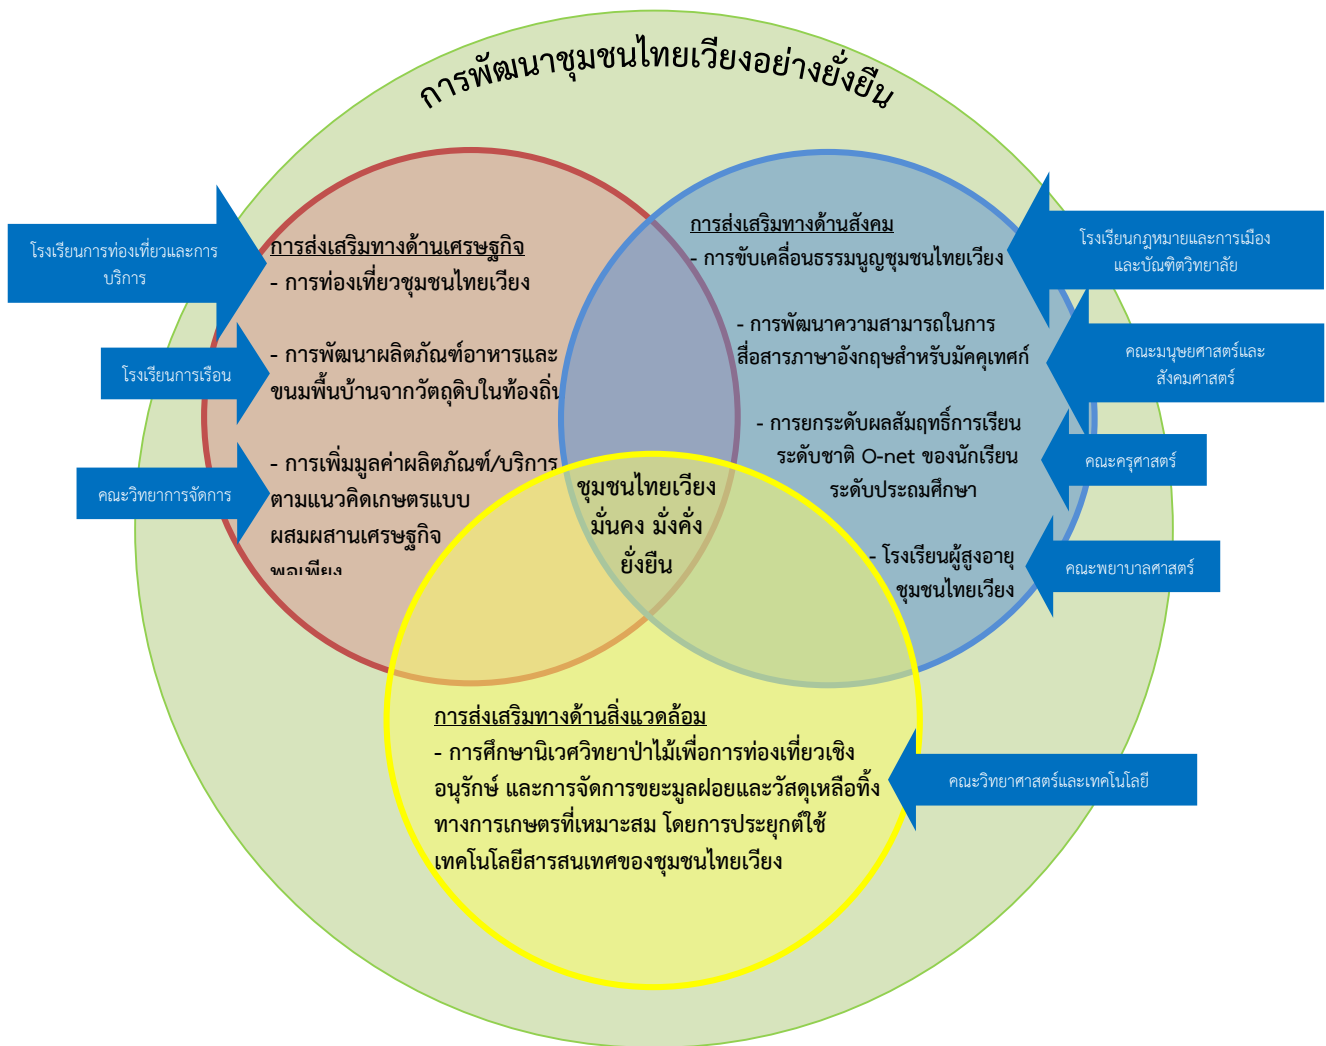 การพัฒนาชุมชนไทยเวียงอย่างยั่งยืน
โรงเรียนการท่องเที่ยวและการ
บริการ
โรงเรียนการเรือน
คณะวิทยาการจัดการ
การส่งเสริมทางด้านเศรษฐกิจ
- การท่องเที่ยวชุมชนไทยเวียง
- การพัฒนาผลิตภัณฑ์อาหารและ
ขนมพื้นบ้านจากวัตถุดิบในท้องถิ่น
- การเพิ่มมูลค่าผลิตภัณฑ์/บริการ
ตามแนวคิดเกษตรแบบ
ผสมผสานเศรษฐกิจ
พอเพียง
การส่งเสริมทางด้านสังคม
- การขับเคลื่อนธรรมนูญชุมชนไทยเวียง
- การพัฒนาความสามารถในการ
สื่อสารภาษาอังกฤษสำหรับมัคคุเทศก์
- การยกระดับผลสัมฤทธิ์การเรียน
ระดับชาติ O-net ของนักเรียน
ระดับประถมศึกษา
- โรงเรียนผู้สูงอายุ
ชุมชนไทยเวียง
โรงเรียนกฎหมายและการเมือง
และบัณฑิตวิทยาลัย
คณะมนุษยศาสตร์และ
สังคมศาสตร์
คณะครุศาสตร์
คณะพยาบาลศาสตร์
ชุมชนไทยเวียง
มั่นคง มั่งคั่ง
ยั่งยืน
การส่งเสริมทางด้านสิ่งแวดล้อม
- การศึกษานิเวศวิทยาป่าไม้เพื่อการท่องเที่ยวเชิง
อนุรักษ์ และการจัดการขยะมูลฝอยและวัสดุเหลือทิ้ง
ทางการเกษตรที่เหมาะสม โดยการประยุกต์ใช้
เทคโนโลยีสารสนเทศของชุมชนไทยเวียง
คณะวิทยาศาสตร์และเทคโนโลยี